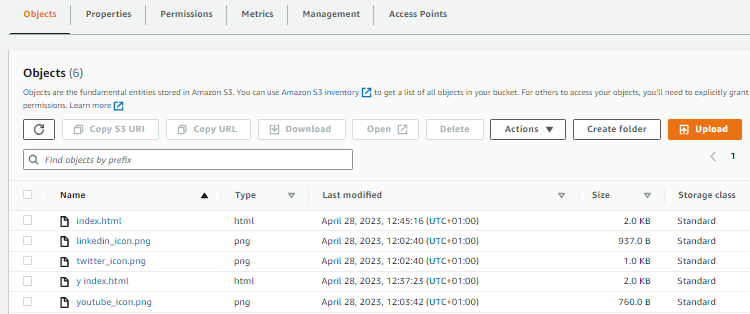 Objects Properties Permissions Metrics Management Access Points
Objects (6)
Objects are the fundamental entities stored in Amazon S3. You can use Amazon S3 inventory to get a list of all objects in your bucket. For others to access your objects, you'll need to explicitly grant
permissions. Learn more
Copy S3 URI Copy URL Download Open Delete Actions Create folder Upload
Find objects by prefix 1
Name Type Last modified Size Storage class
index.html html April 28, 2023, 12:45:16 (UTC+01:00) 2.0 KB Standard
linkedin_icon.png png April 28, 2023, 12:02:40 (UTC+01:00) 937.0 B Standard
twitter_icon.png png April 28, 2023, 12:02:40 (UTC+01:00) 1.0 KB Standard
y index.html html April 28, 2023, 12:37:23 (UTC+01:00) 2.0 KB Standard
youtube_icon.png png April 28, 2023, 12:03:42 (UTC+01:00) 760.0 B Standard